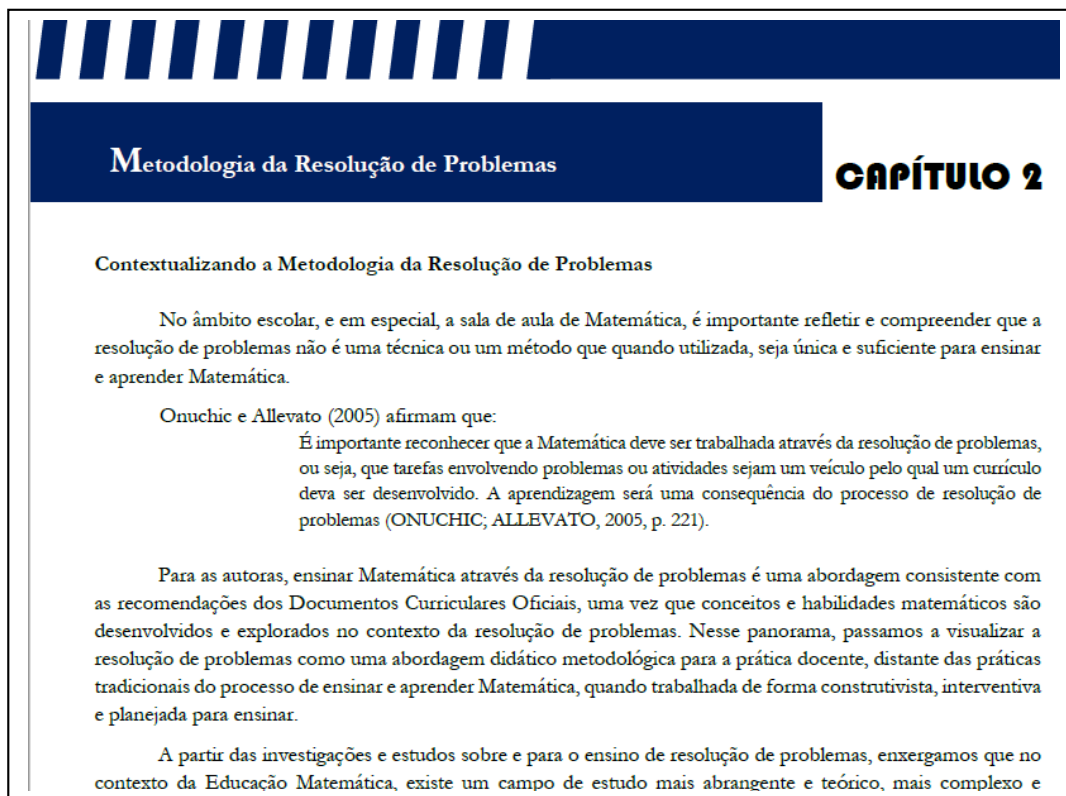 Metodologia da Resolução de Problemas
CAPÍTULO 2
Contextualizando a Metodologia da Resolução de Problemas
No âmbito escolar, e em especial, a sala de aula de Matemática, é importante refletir e compreender que a
resolução de problemas não é uma técnica ou um método que quando utilizada, seja única e suficiente para ensinar
e aprender Matemática.
Onuchic e Allevato (2005) afirmam que:
É importante reconhecer que a Matemática deve ser trabalhada através da resolução de problemas,
ou seja, que tarefas envolvendo problemas ou atividades sejam um veículo pelo qual um currículo
deva ser desenvolvido. A aprendizagem será uma consequência do processo de resolução de
problemas (ONUCHIC; ALLEVATO, 2005, p. 221).
Para as autoras, ensinar Matemática através da resolução de problemas é uma abordagem consistente com
as recomendações dos Documentos Curriculares Oficiais, uma vez que conceitos e habilidades matemáticos são
desenvolvidos e explorados no contexto da resolução de problemas. Nesse panorama, passamos a visualizar a
resolução de problemas como uma abordagem didático metodológica para a prática docente, distante das práticas
tradicionais do processo de ensinar e aprender Matemática, quando trabalhada de forma construtivista, interventiva
e planejada para ensinar.
A partir das investigações e estudos sobre e para o ensino de resolução de problemas, enxergamos que no
contexto da Educação Matemática, existe um campo de estudo mais abrangente e teórico, mais complexo e